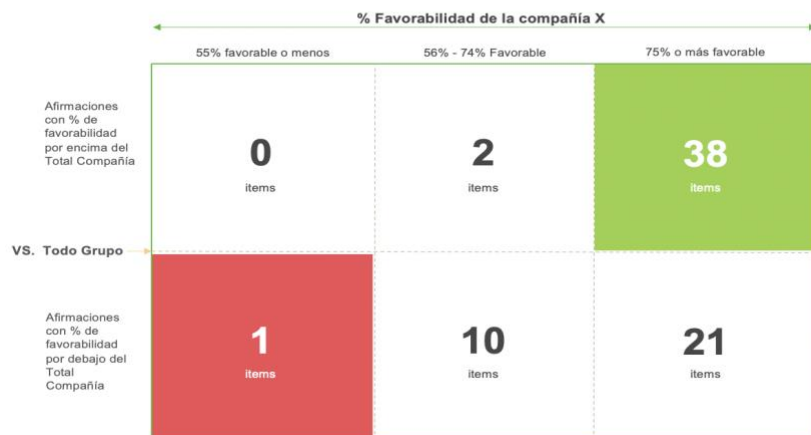 % Favorabilidad de la compañía X
55% favorable o menos
56% - 74% Favorable
75% o más favorable
Afirmaciones
con % de
favorabilidad
por encima del
Total Compañía
0
items
2
items
38
items
VS. Todo Grupo
Afirmaciones
con % de
favorabilidad
por debajo del
Total
Compañía
1
items
10
items
21
items